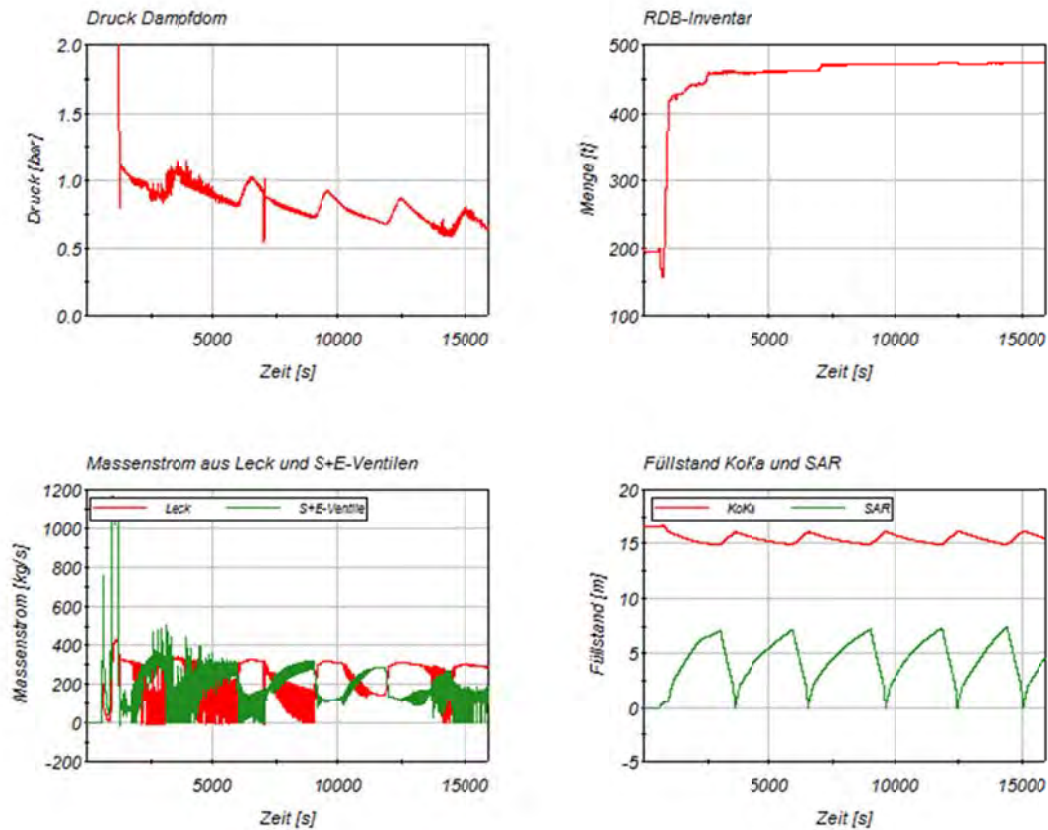 Druck Dampfdom
2.0
1.5
1.0
0.5
0.0
Druck [bar]
5000 10000 15000
Zeit [s]
RDB-Inventar
500
400
300
200
100
Menge [t]
5000 10000 15000
Zeit [s]
Massenstrom aus Leck und S+E-Ventilen
1200
1000
800
600
400
200
0
-200
Massenstrom [kg/s]
Leck S+E-Ventile
5000 10000 15000
Zeit [s]
Füllstand KoKa und SAR
20
15
10
5
0
-5
Füllstand [m]
KoKa SAR
5000 10000 15000
Zeit [s]